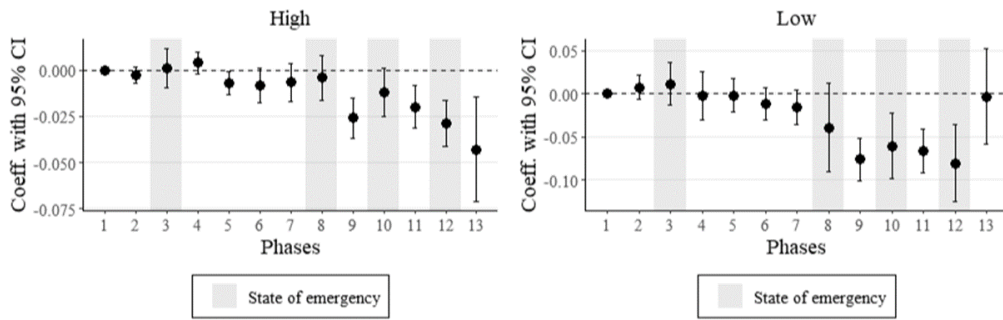 High
Coeff. with 95% CI
0.000
-0.025
-0.050
-0.075
1 2 3 4 5 6 7 8 9 10 11 12 13
Phases
State of emergency
Low
Coeff. with 95% CI
0.05
0.00
-0.05
-0.10
1 2 3 4 5 6 7 8 9 10 11 12 13
Phases
State of emergency